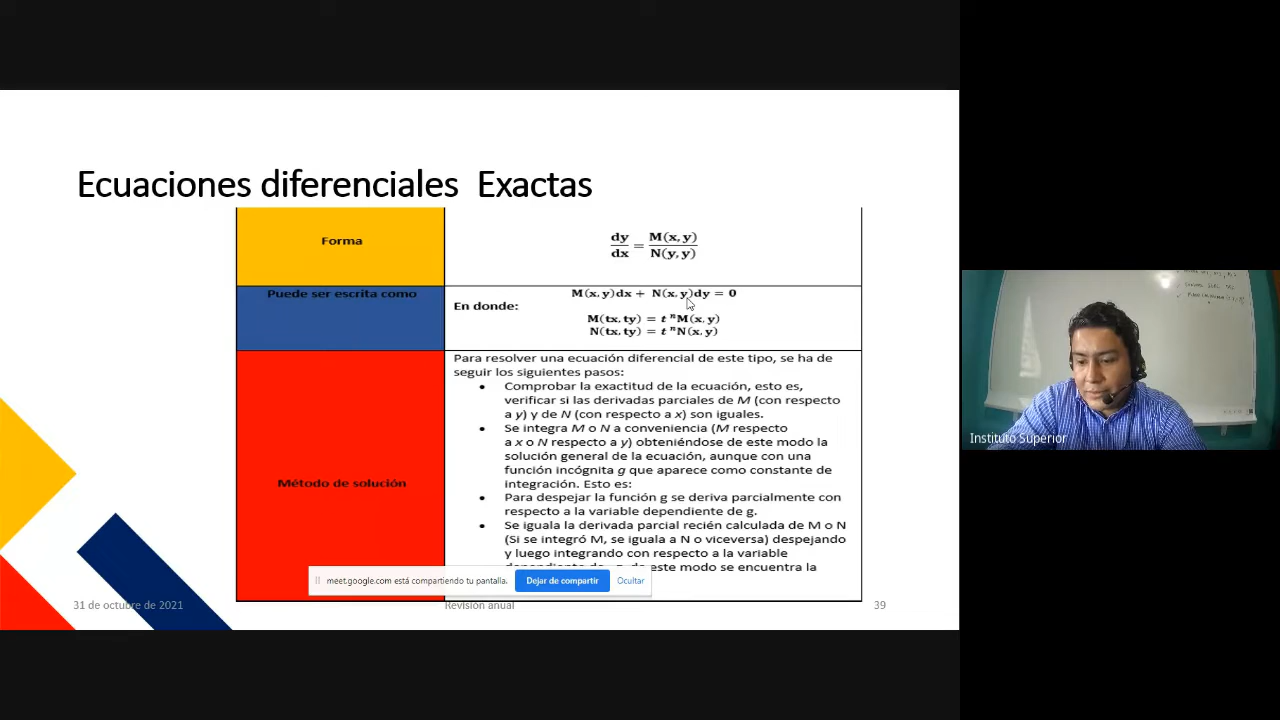 Ecuaciones diferenciales Exactas
Forma
dy/dx = M(x,y)/N(y,y)
Puede ser escrita como
M(x,y)dx + N(x,y)dy = 0
En donde:
M(tx,ty) = t ⁿM(x,y)
N(tx,ty) = t ⁿN(x,y)
Método de solución
Para resolver una ecuación diferencial de este tipo, se ha de
seguir los siguientes pasos:
• Comprobar la exactitud de la ecuación, esto es,
verificar si las derivadas parciales de M (con respecto
a y) y de N (con respecto a x) son iguales.
• Se integra M o N a conveniencia (M respecto
a x o N respecto a y) obteniéndose de este modo la
solución general de la ecuación, aunque con una
función incógnita g que aparece como constante de
integración. Esto es:
• Para despejar la función g se deriva parcialmente con
respecto a la variable dependiente de g.
• Se iguala la derivada parcial recién calculada de M o N
(Si se integró M, se iguala a N o viceversa) despejando
y luego integrando con respecto a la variable
este modo se encuentra la
meet.google.com está compartiendo tu pantalla.
Dejar de compartir
Ocultar
31 de octubre de 2021
Revisión anual
39
Instituto Superior